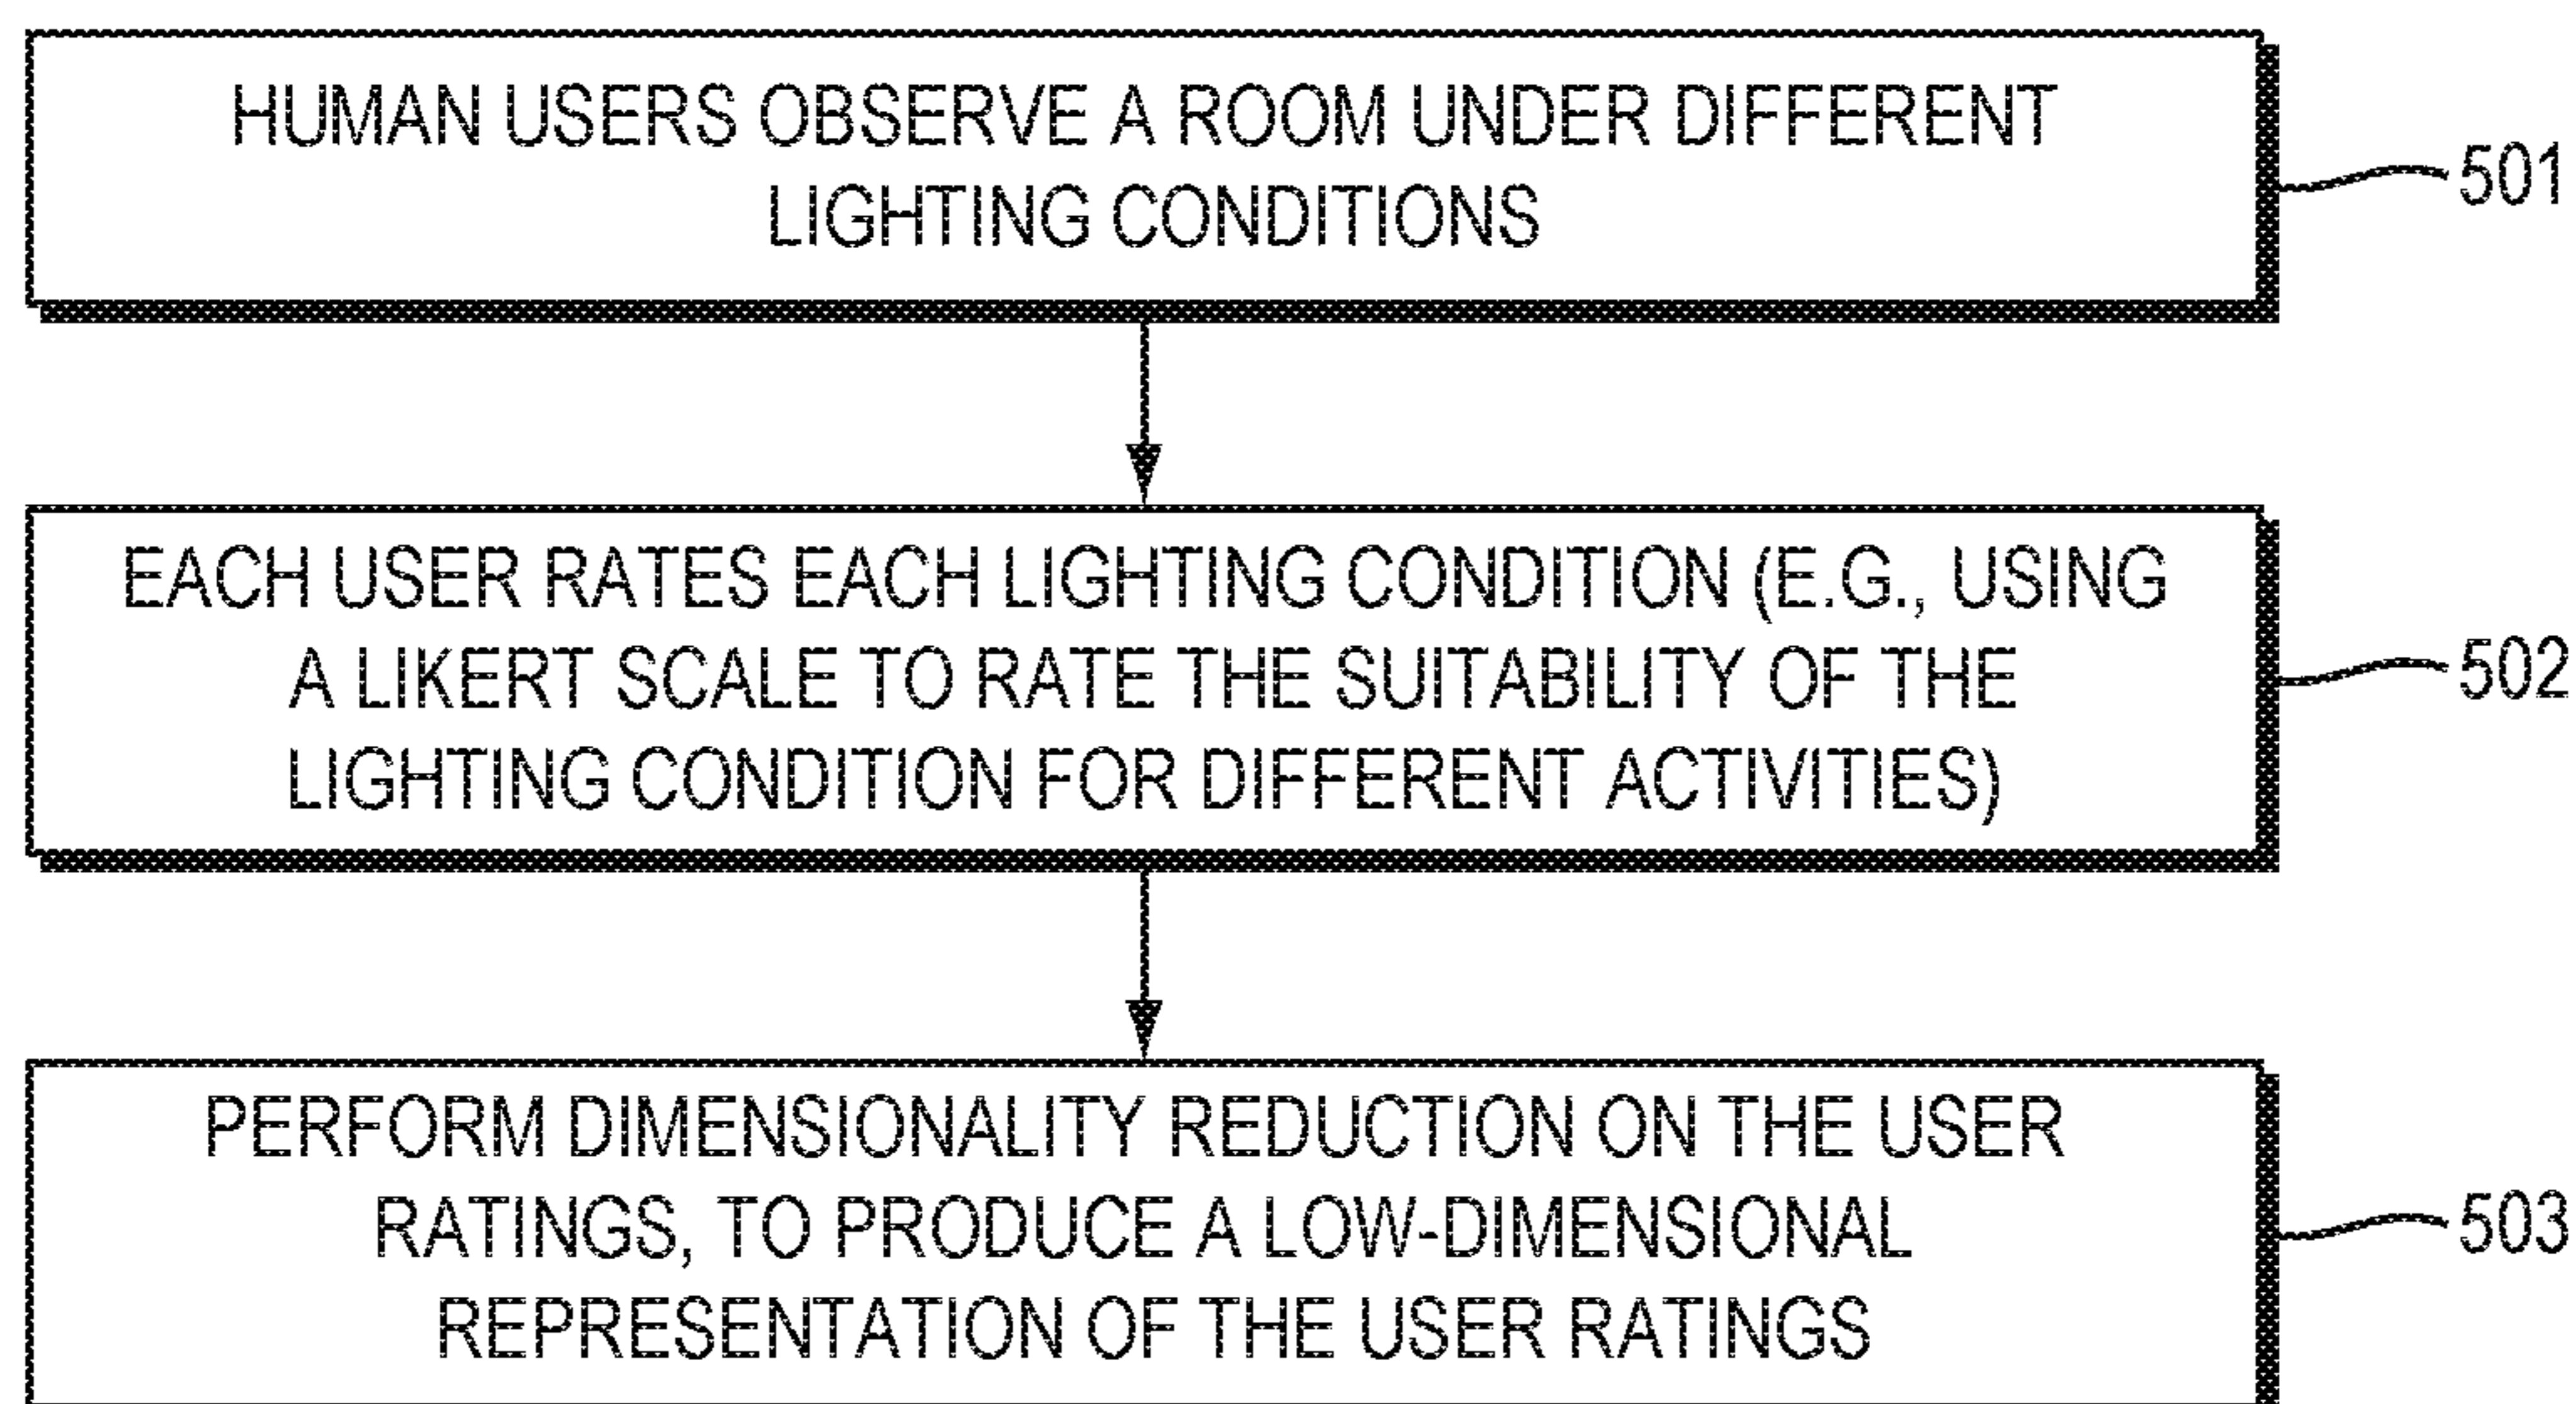 HUMAN USERS OBSERVE A ROOM UNDER DIFFERENT
LIGHTING CONDITIONS
501
EACH USER RATES EACH LIGHTING CONDITION (E.G., USING
A LIKERT SCALE TO RATE THE SUITABILITY OF THE
LIGHTING CONDITION FOR DIFFERENT ACTIVITIES)
502
PERFORM DIMENSIONALITY REDUCTION ON THE USER
RATINGS, TO PRODUCE A LOW-DIMENSIONAL
REPRESENTATION OF THE USER RATINGS
503